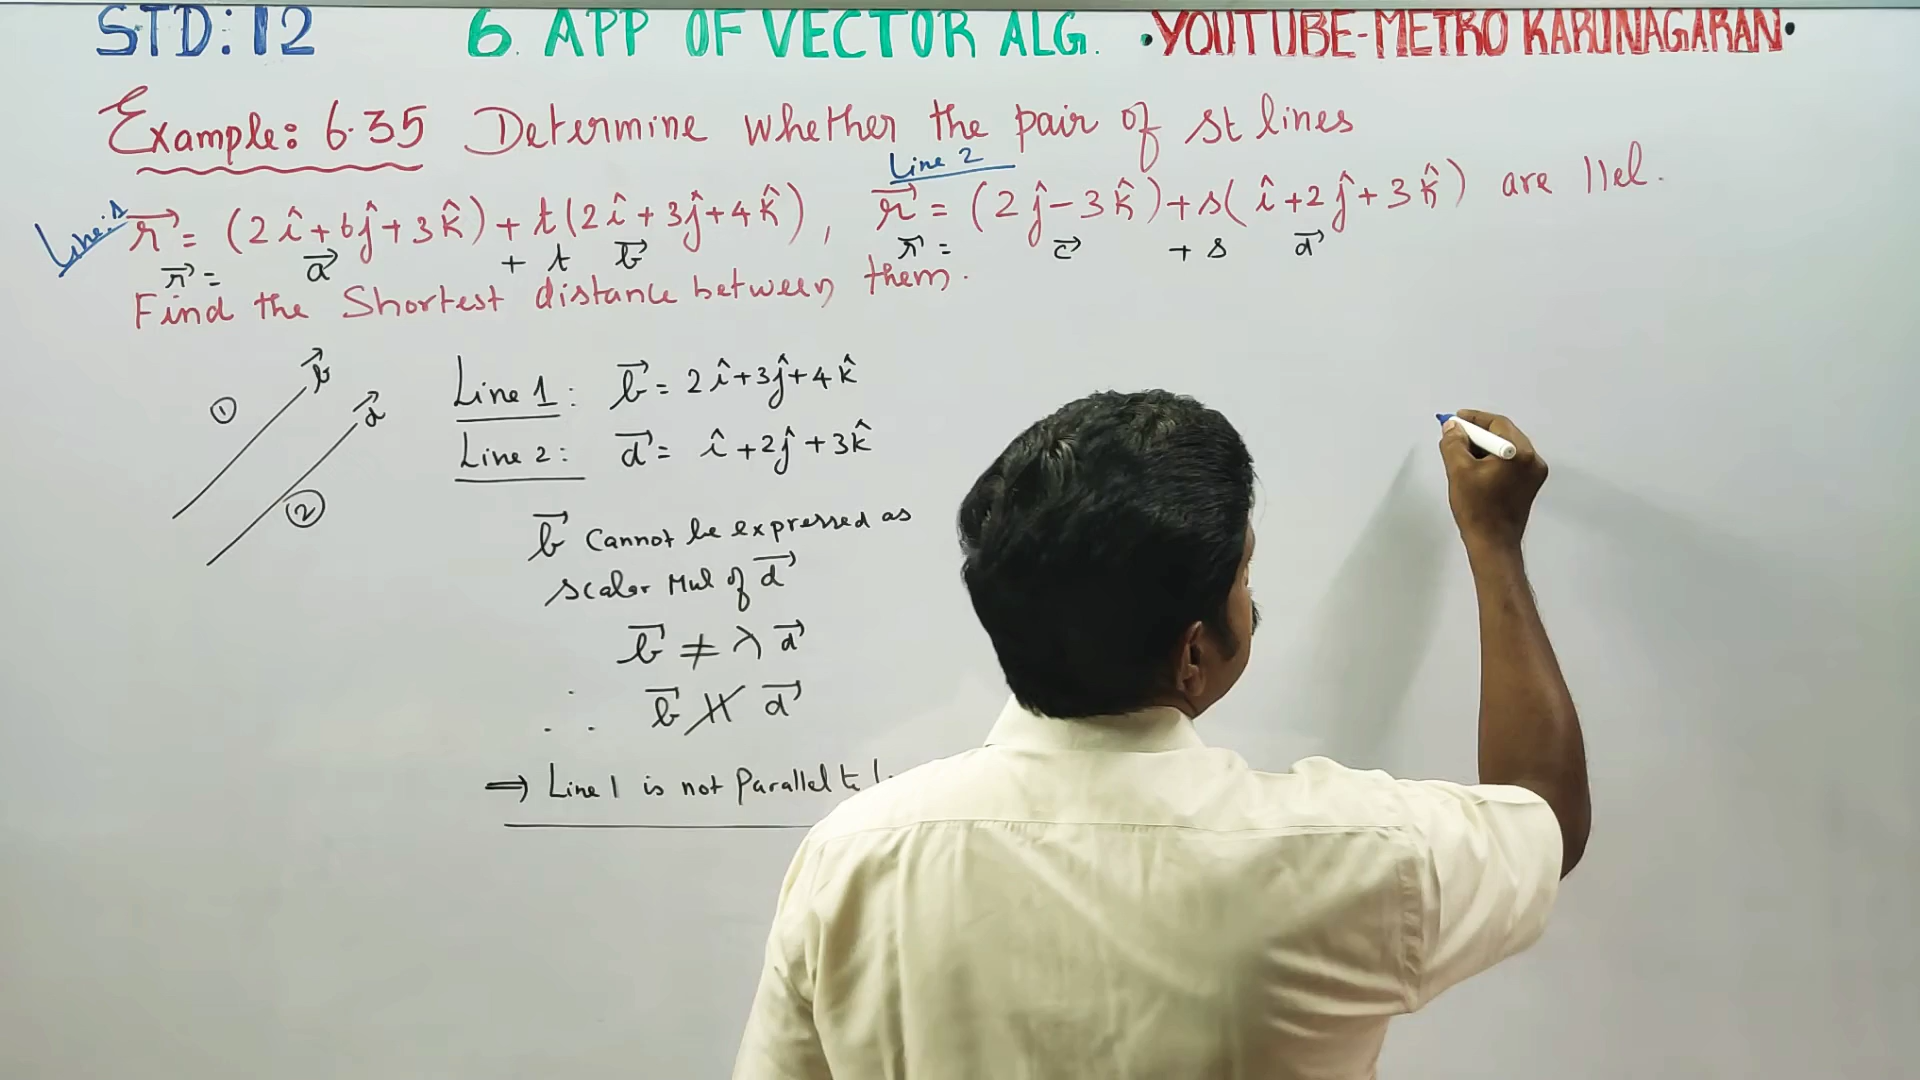 STD: 12 6. APP OF VECTOR ALG. •YOUTUBE-METRO KARUNAGARAN•
Example: 6.35 Determine whether the pair of st lines
Line 2
Line:1 r⃗ = (2î+6ĵ+3k̂)+t(2î+3ĵ+4k̂), r⃗ = (2ĵ-3k̂)+s(î+2ĵ+3k̂) are llel.
r⃗ = a⃗ + t b⃗ r⃗ = c⃗ + s d⃗
Find the Shortest distance between them.
① b⃗
② d⃗
Line 1: b⃗ = 2î+3ĵ+4k̂
Line 2: d⃗ = î+2ĵ+3k̂
b⃗ Cannot be expressed as
scalar Mul of d⃗
b⃗ ≠ λ d⃗
∴ b⃗ ∦ d⃗
⇒ Line 1 is not Parallel to